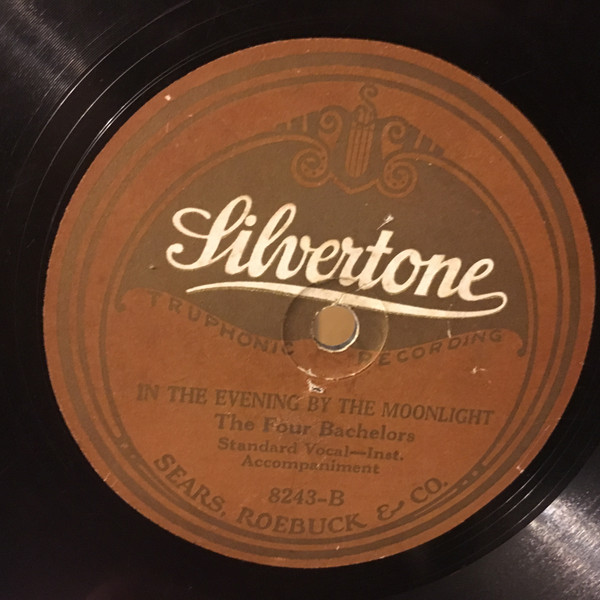 Silvertone
TRUPHONIC RECORDING
IN THE EVENING BY THE MOONLIGHT
The Four Bachelors
Standard Vocal—Inst.
Accompaniment
8243-B
SEARS, ROEBUCK & CO.